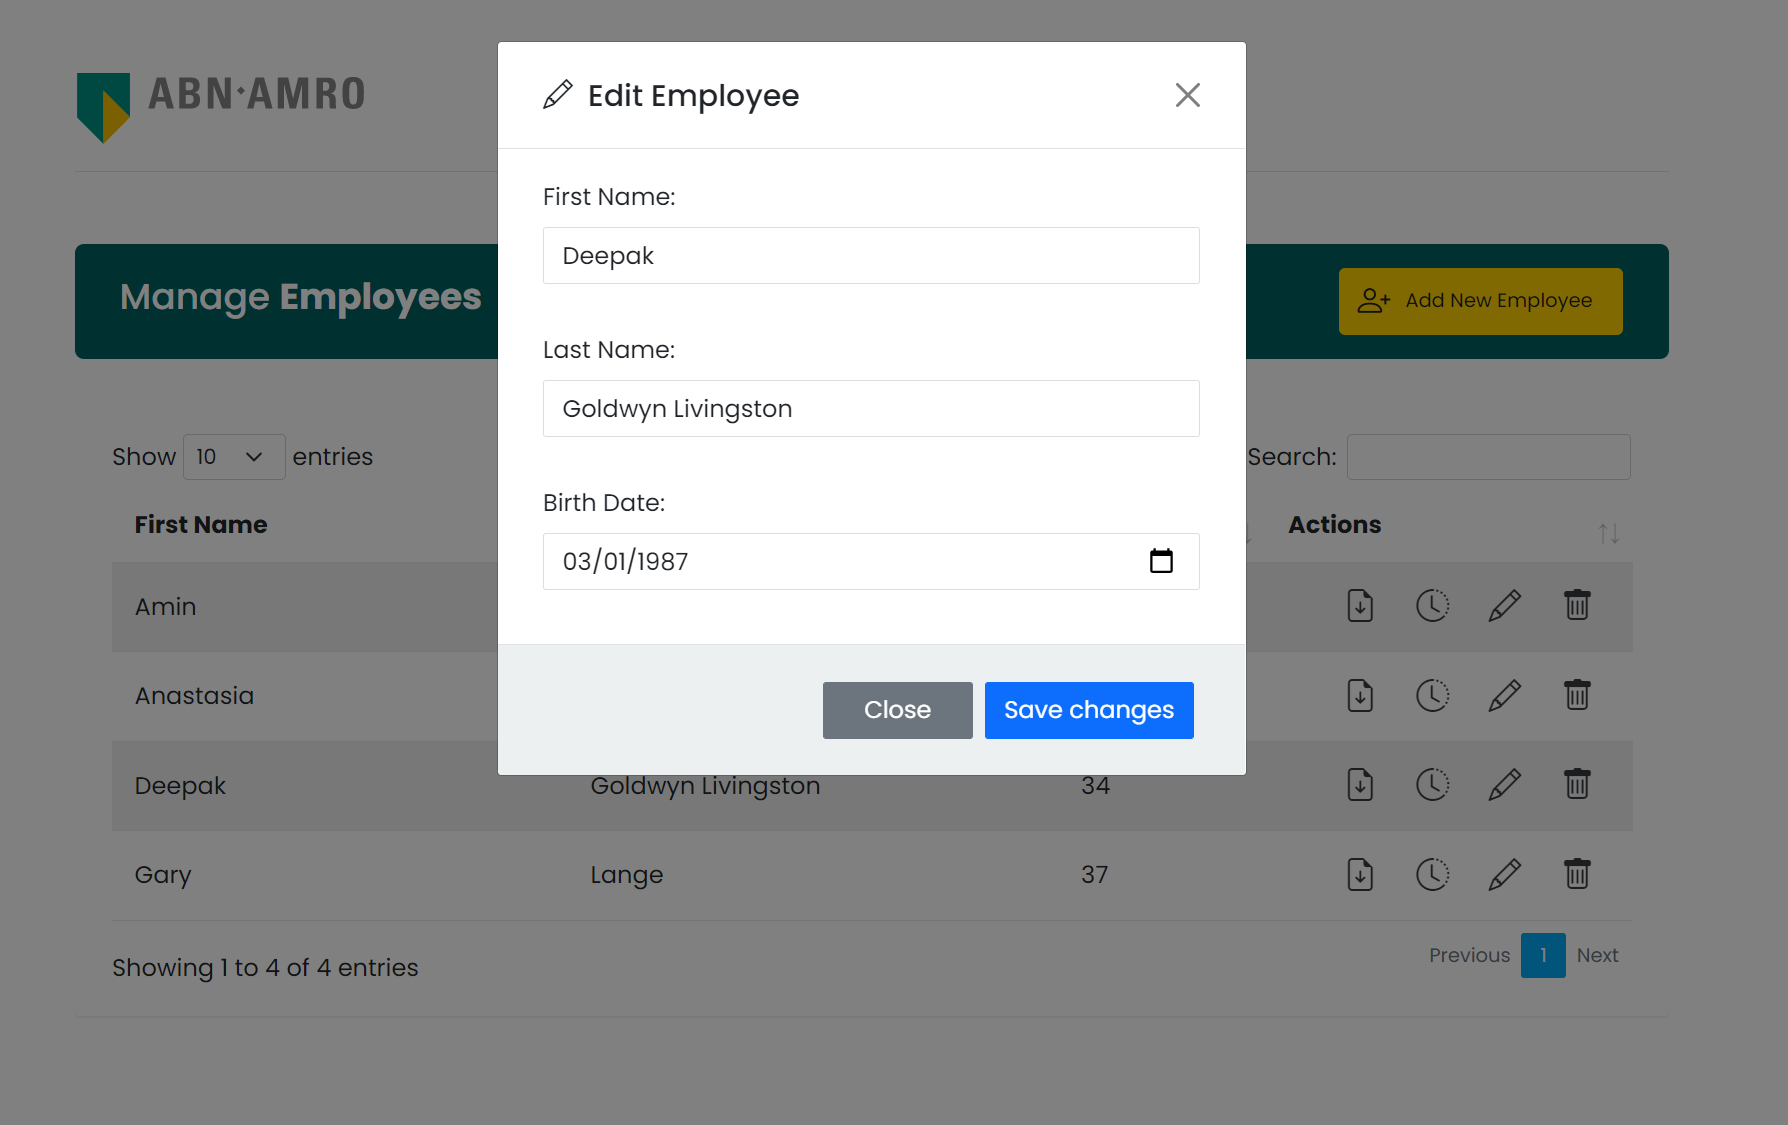 ABN·AMRO
Edit Employee
First Name:
Deepak
Manage Employees
Add New Employee
Last Name:
Goldwyn Livingston
Show 10 entries
Search:
Birth Date:
03/01/1987
First Name
Actions
Amin
Anastasia
Close
Save changes
Deepak Goldwyn Livingston 34
Gary Lange 37
Showing 1 to 4 of 4 entries
Previous 1 Next